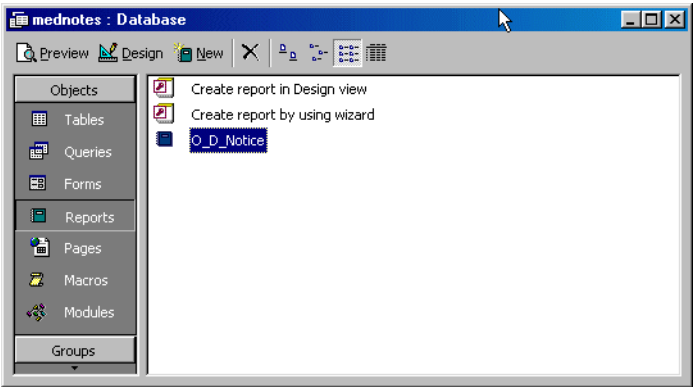 mednotes : Database
Preview Design New
Objects
Tables
Queries
Forms
Reports
Pages
Macros
Modules
Groups
Create report in Design view
Create report by using wizard
O_D_Notice